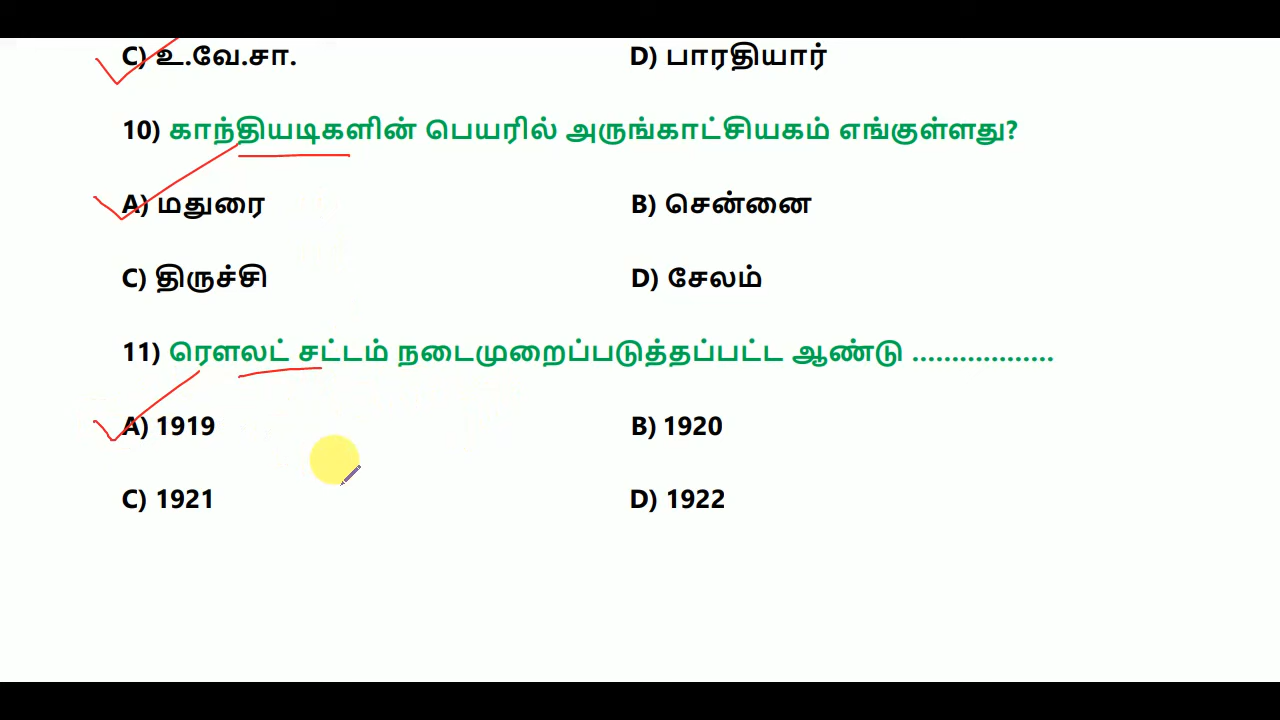 C) உ.வே.சா. D) பாரதியார்
10) காந்தியடிகளின் பெயரில் அருங்காட்சியகம் எங்குள்ளது?
A) மதுரை B) சென்னை
C) திருச்சி D) சேலம்
11) ரௌலட் சட்டம் நடைமுறைப்படுத்தப்பட்ட ஆண்டு ..................
A) 1919 B) 1920
C) 1921 D) 1922